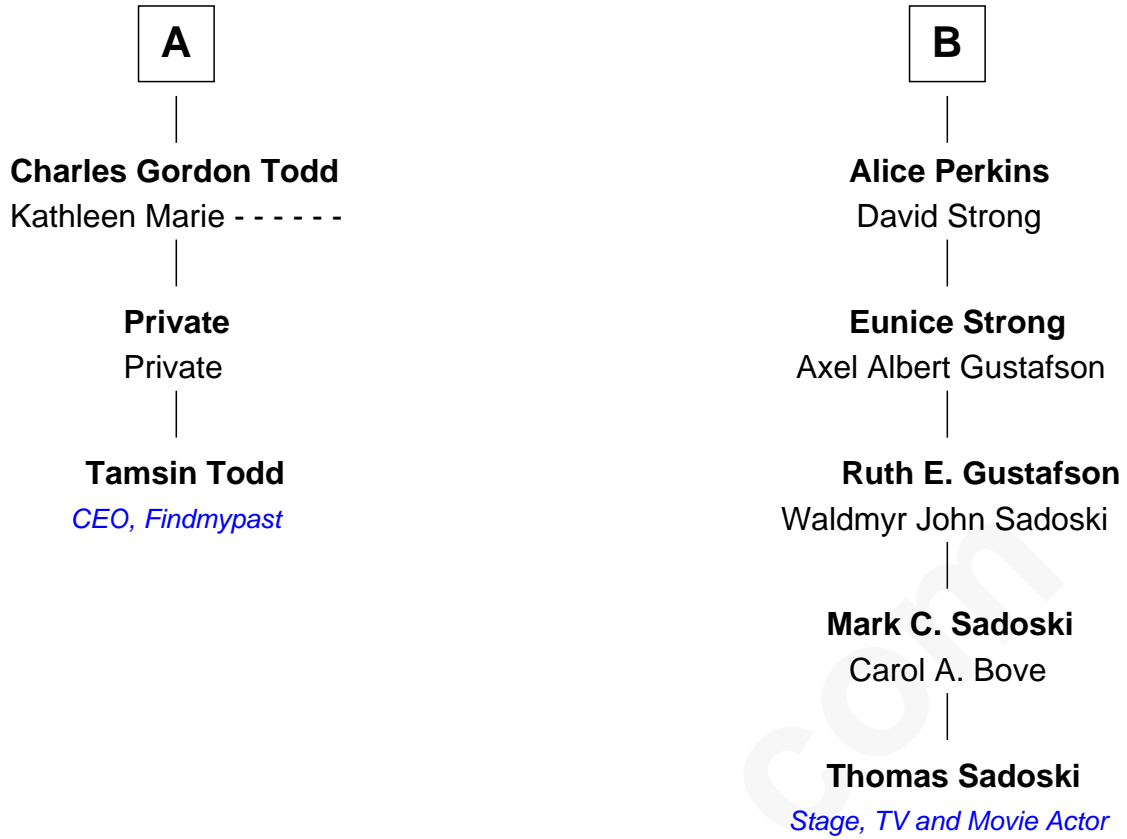 A
Charles Gordon Todd
Kathleen Marie - - - - - -
Private
Private
Tamsin Todd
CEO, Findmypast
B
Alice Perkins
David Strong
Eunice Strong
Axel Albert Gustafson
Ruth E. Gustafson
Waldmyr John Sadoski
Mark C. Sadoski
Carol A. Bove
Thomas Sadoski
Stage, TV and Movie Actor
com